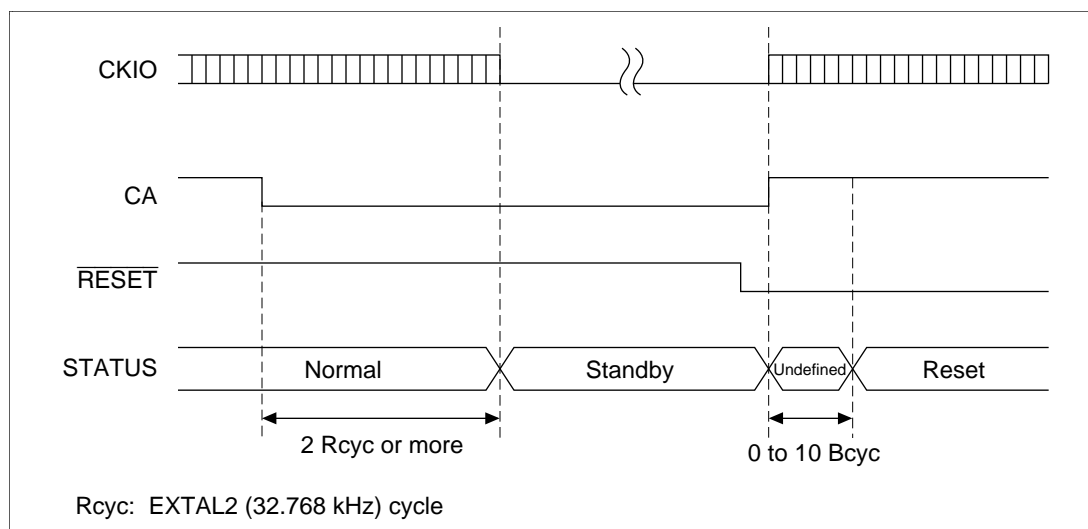 CKIO
CA
RESET
STATUS
Normal
Standby
Undefined
Reset
2 Rcyc or more
0 to 10 Bcyc
Rcyc: EXTAL2 (32.768 kHz) cycle